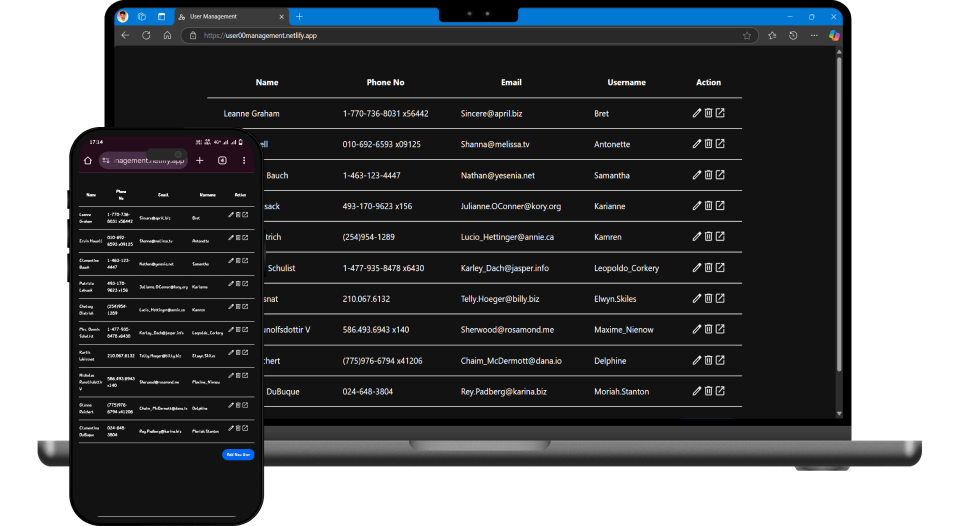 User Management
https://user00management.netlify.app
Name Phone No Email Username Action
Leanne Graham 1-770-736-8031 x56442 Sincere@april.biz Bret
ell 010-692-6593 x09125 Shanna@melissa.tv Antonette
Bauch 1-463-123-4447 Nathan@yesenia.net Samantha
sack 493-170-9623 x156 Julianne.OConner@kory.org Karianne
trich (254)954-1289 Lucio_Hettinger@annie.ca Kamren
Schulist 1-477-935-8478 x6430 Karley_Dach@jasper.info Leopoldo_Corkery
snat 210.067.6132 Telly.Hoeger@billy.biz Elwyn.Skiles
nolfsdottir V 586.493.6943 x140 Sherwood@rosamond.me Maxime_Nienow
chert (775)976-6794 x41206 Chaim_McDermott@dana.io Delphine
DuBuque 024-648-3804 Rey.Padberg@karina.biz Moriah.Stanton
17:14
4G+
nagement.netlify.app
Name Phone No Email Username Action
Leanne Graham 1-770-736-8031 x56442 Sincere@april.biz Bret
Ervin Howell 010-692-6593 x09125 Shanna@melissa.tv Antonette
Clementine Bauch 1-463-123-4447 Nathan@yesenia.net Samantha
Patricia Lebsack 493-170-9623 x156 Julianne.OConner@kory.org Karianne
Chelsey Dietrich (254)954-1289 Lucio_Hettinger@annie.ca Kamren
Mrs. Dennis Schulist 1-477-935-8478 x6430 Karley_Dach@jasper.info Leopoldo_Corkery
Kurtis Weissnat 210.067.6132 Telly.Hoeger@billy.biz Elwyn.Skiles
Nicholas Runolfsdottir V 586.493.6943 x140 Sherwood@rosamond.me Maxime_Nienow
Glenna Reichert (775)976-6794 x41206 Chaim_McDermott@dana.io Delphine
Clementina DuBuque 024-648-3804 Rey.Padberg@karina.biz Moriah.Stanton
Add New User